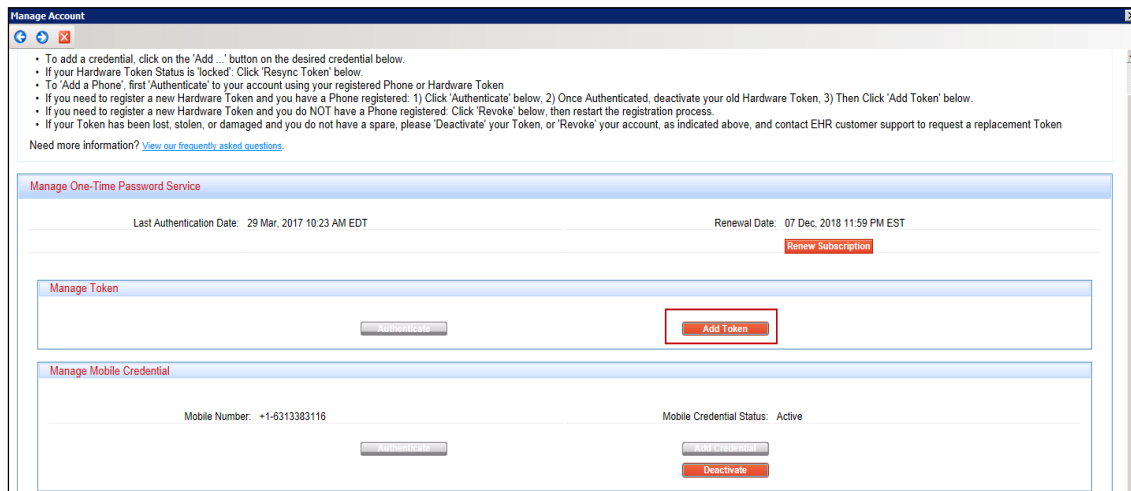 Manage Account
• To add a credential, click on the 'Add ...' button on the desired credential below.
• If your Hardware Token Status is 'locked': Click 'Resync Token' below.
• To 'Add a Phone', first 'Authenticate' to your account using your registered Phone or Hardware Token
• If you need to register a new Hardware Token and you have a Phone registered: 1) Click 'Authenticate' below, 2) Once Authenticated, deactivate your old Hardware Token, 3) Then Click 'Add Token' below.
• If you need to register a new Hardware Token and you do NOT have a Phone registered: Click 'Revoke' below, then restart the registration process.
• If your Token has been lost, stolen, or damaged and you do not have a spare, please 'Deactivate' your Token, or 'Revoke' your account, as indicated above, and contact EHR customer support to request a replacement Token
Need more information? View our frequently asked questions.
Manage One-Time Password Service
Last Authentication Date: 29 Mar, 2017 10:23 AM EDT Renewal Date: 07 Dec, 2018 11:59 PM EST
Renew Subscription
Manage Token
Authenticate Add Token
Manage Mobile Credential
Mobile Number: +1-6313383116 Mobile Credential Status: Active
Authenticate Add Credential
Deactivate